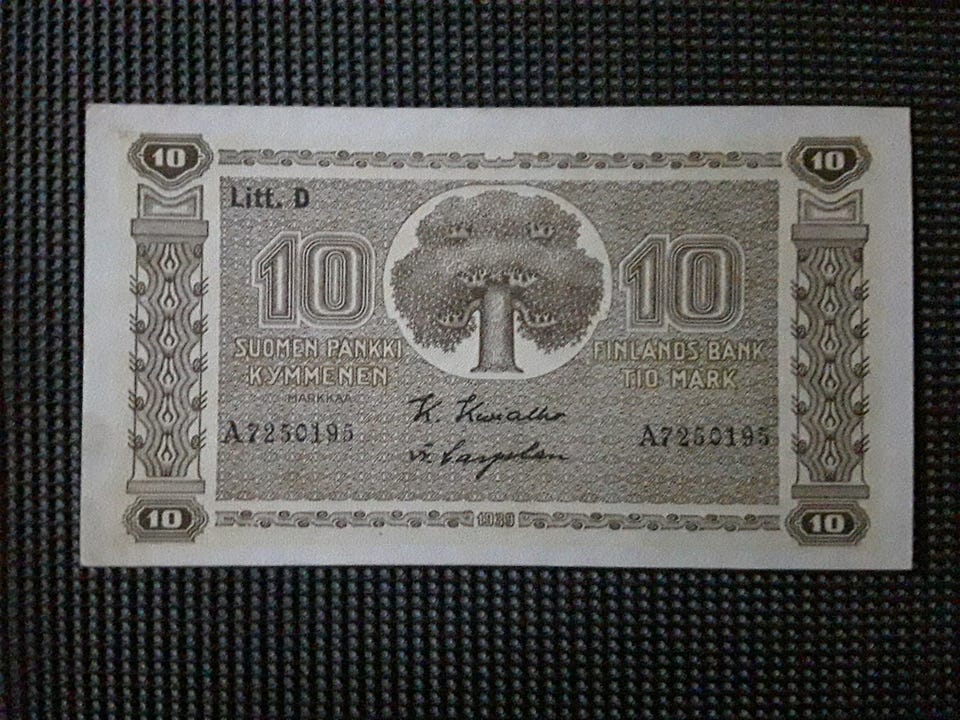 10 10
Litt. D
10 10
SUOMEN PANKKI FINLANDS BANK
KYMMENEN TIO MARK
MARKKAA
A7250195 A7250195
10 1939 10